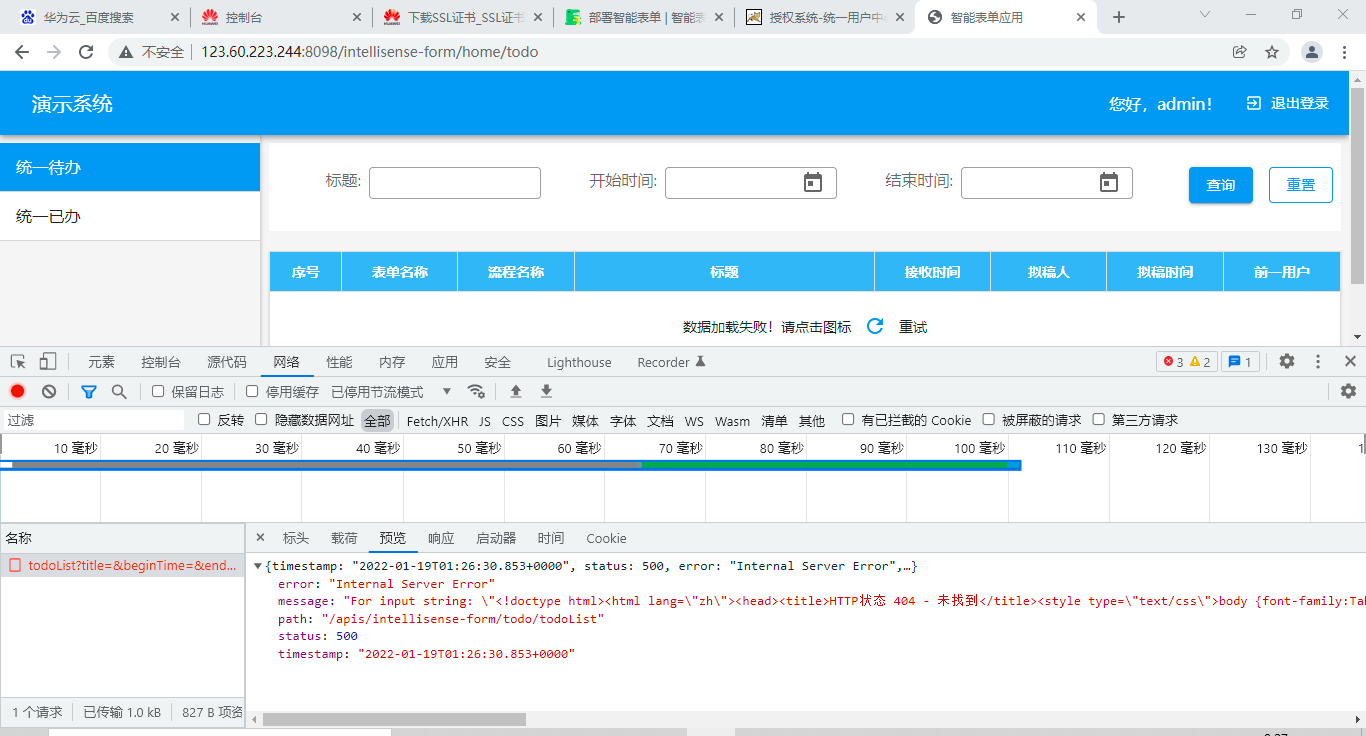 华为云_百度搜索
控制台
下载SSL证书_SSL证书
部署智能表单 | 智能表
授权系统-统一用户中心
智能表单应用
不安全 | 123.60.223.244:8098/intellisense-form/home/todo
演示系统
您好，admin！ 退出登录
统一待办
统一已办
标题: 开始时间: 结束时间: 查询 重置
序号 表单名称 流程名称 标题 接收时间 拟稿人 拟稿时间 前一用户
数据加载失败！请点击图标 重试
元素 控制台 源代码 网络 性能 内存 应用 安全 Lighthouse Recorder 3 2 1
保留日志 停用缓存 已停用节流模式
过滤 反转 隐藏数据网址 全部 Fetch/XHR JS CSS 图片 媒体 字体 文档 WS Wasm 清单 其他 有已拦截的 Cookie 被屏蔽的请求 第三方请求
10 毫秒 20 毫秒 30 毫秒 40 毫秒 50 毫秒 60 毫秒 70 毫秒 80 毫秒 90 毫秒 100 毫秒 110 毫秒 120 毫秒 130 毫秒
名称 标头 载荷 预览 响应 启动器 时间 Cookie
todoList?title=&beginTime=&end...
{timestamp: "2022-01-19T01:26:30.853+0000", status: 500, error: "Internal Server Error",…}
error: "Internal Server Error"
message: "For input string: \"<!doctype html><html lang=\"zh\"><head><title>HTTP状态 404 - 未找到</title><style type=\"text/css\">body {font-family:Tah
path: "/apis/intellisense-form/todo/todoList"
status: 500
timestamp: "2022-01-19T01:26:30.853+0000"
1 个请求 已传输 1.0 kB 827 B 项资